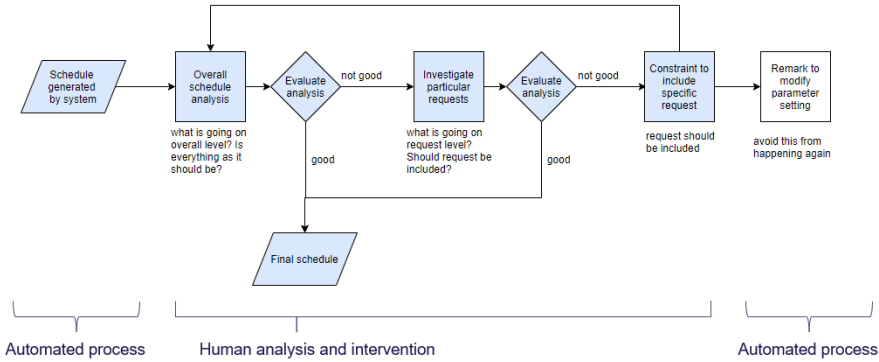 Schedule
generated
by system
Overall
schedule
analysis
Evaluate
analysis
not good
Investigate
particular
requests
Evaluate
analysis
not good
Constraint to
include
specific
request
Remark to
modify
parameter
setting
what is going on
overall level? Is
everything as it
should be?
good
what is going on
request level?
Should request be
included?
good
request should
be included
avoid this from
happening again
Final schedule
Automated process
Human analysis and intervention
Automated process